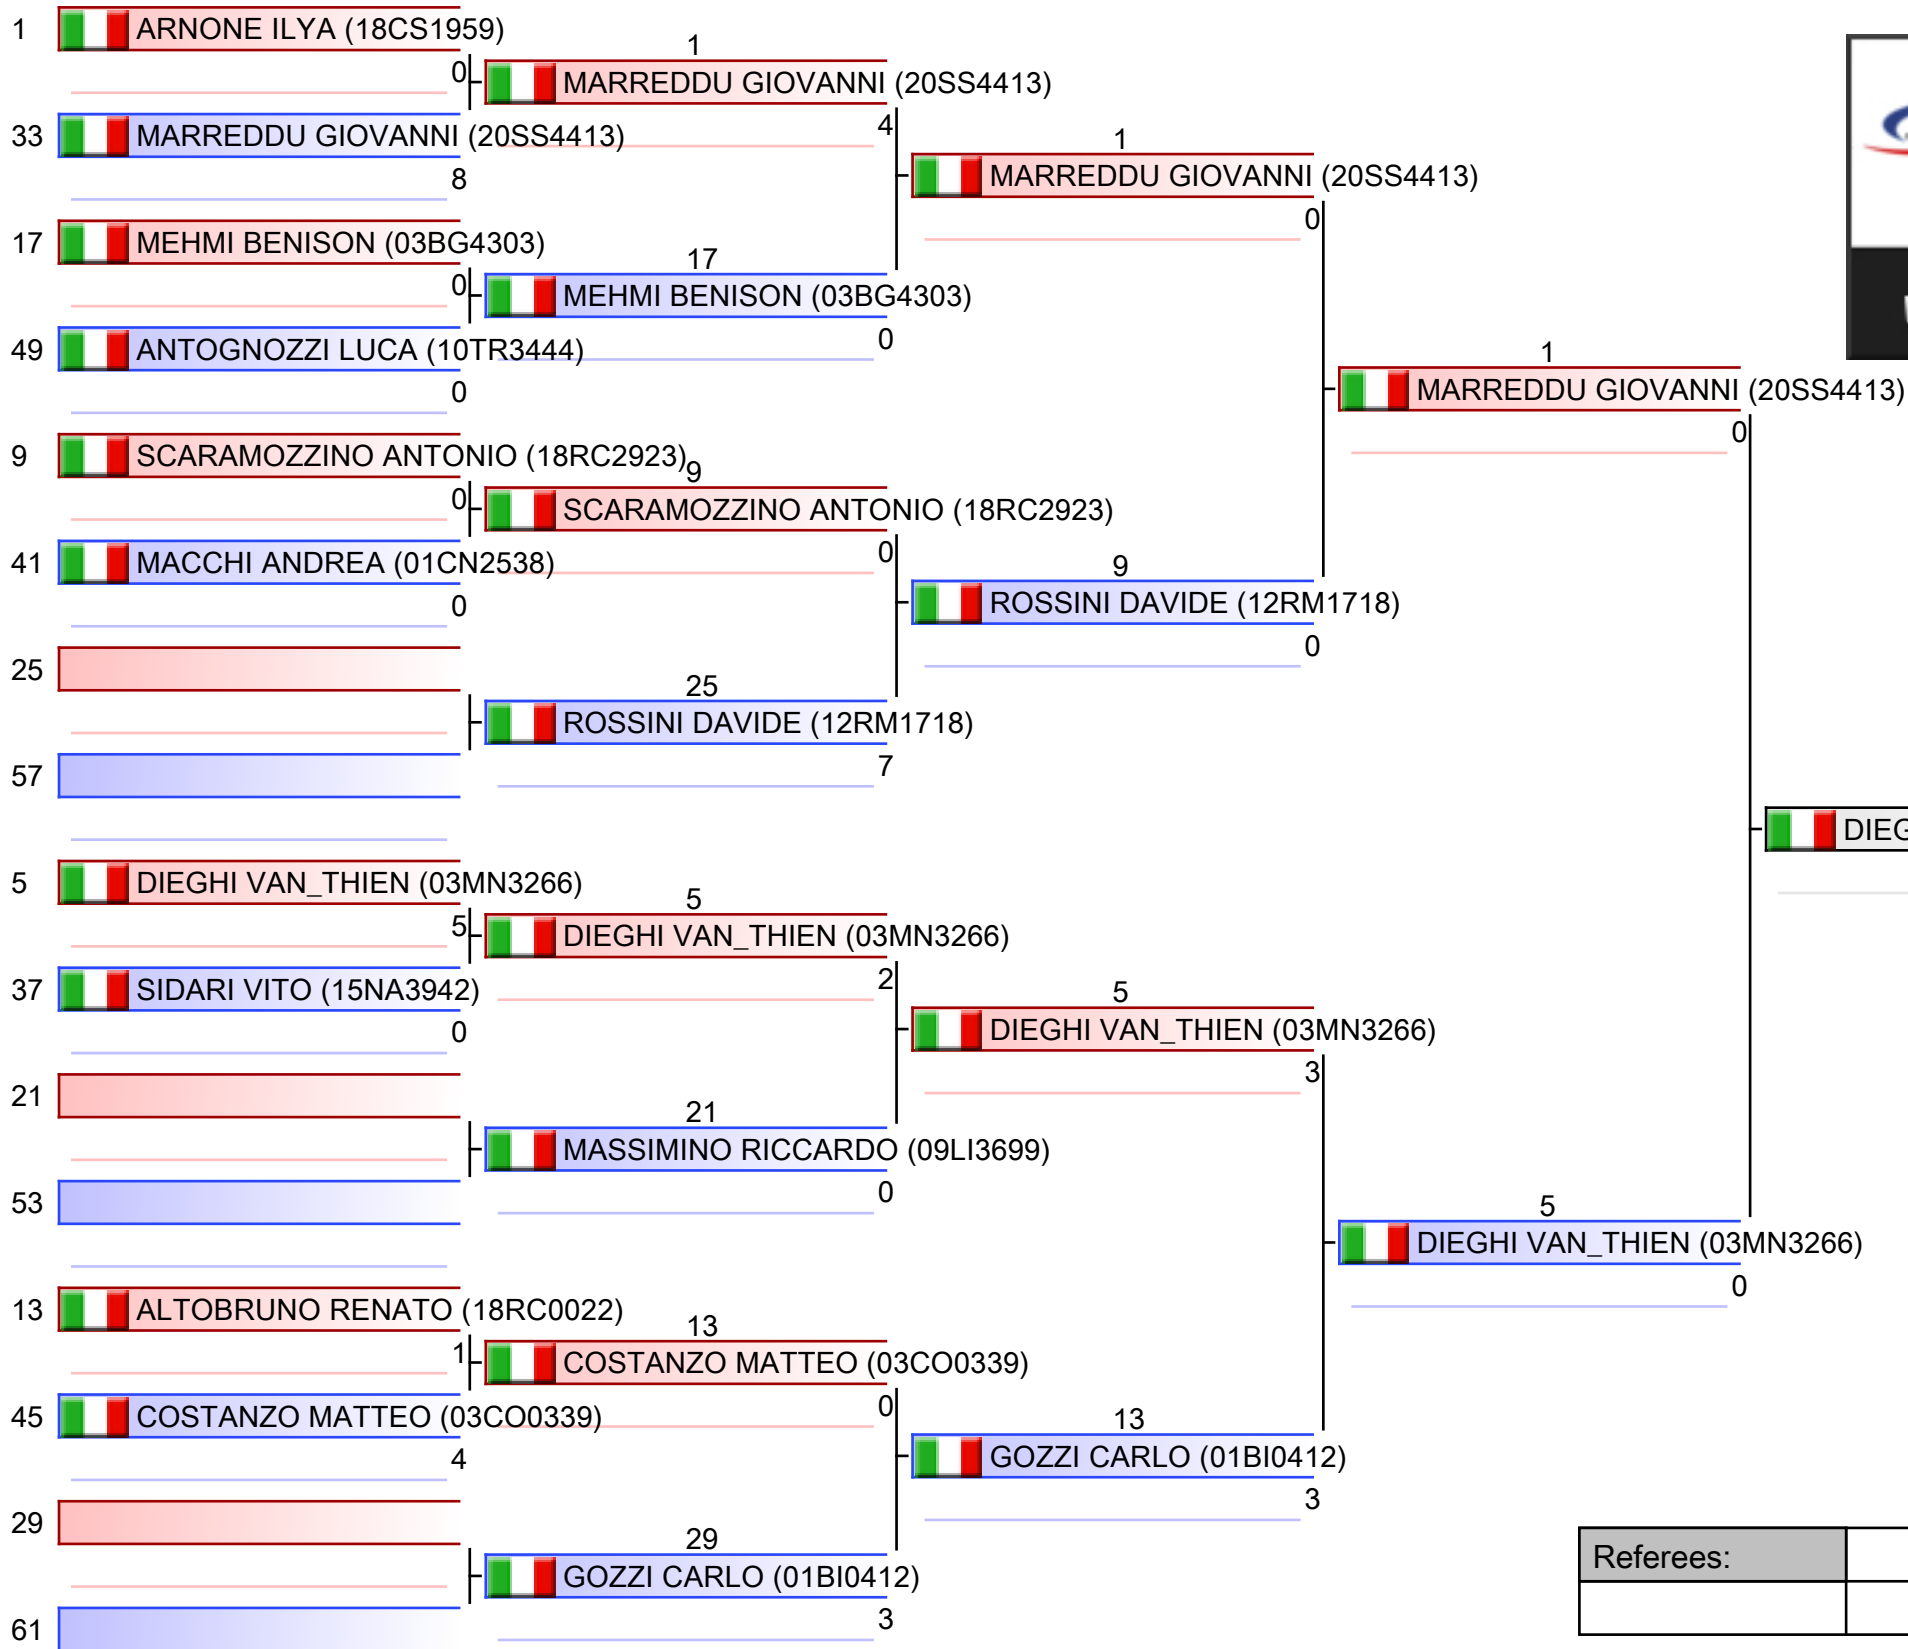 1 ARNONE ILYA (18CS1959)
0
33 MARREDDU GIOVANNI (20SS4413)
8
17 MEHMI BENISON (03BG4303)
0
49 ANTOGNOZZI LUCA (10TR3444)
0
9 SCARAMOZZINO ANTONIO (18RC2923)
0
41 MACCHI ANDREA (01CN2538)
0
25
57
5 DIEGHI VAN_THIEN (03MN3266)
5
37 SIDARI VITO (15NA3942)
0
21
53
13 ALTOBRUNO RENATO (18RC0022)
1
45 COSTANZO MATTEO (03CO0339)
4
29
61
1
MARREDDU GIOVANNI (20SS4413)
4
17
MEHMI BENISON (03BG4303)
0
9
SCARAMOZZINO ANTONIO (18RC2923)
0
25
ROSSINI DAVIDE (12RM1718)
7
5
DIEGHI VAN_THIEN (03MN3266)
2
21
MASSIMINO RICCARDO (09LI3699)
0
13
COSTANZO MATTEO (03CO0339)
0
29
GOZZI CARLO (01BI0412)
3
1
MARREDDU GIOVANNI (20SS4413)
0
9
ROSSINI DAVIDE (12RM1718)
0
5
DIEGHI VAN_THIEN (03MN3266)
3
13
GOZZI CARLO (01BI0412)
3
1
MARREDDU GIOVANNI (20SS4413)
0
5
DIEGHI VAN_THIEN (03MN3266)
0
DIEG
Referees: